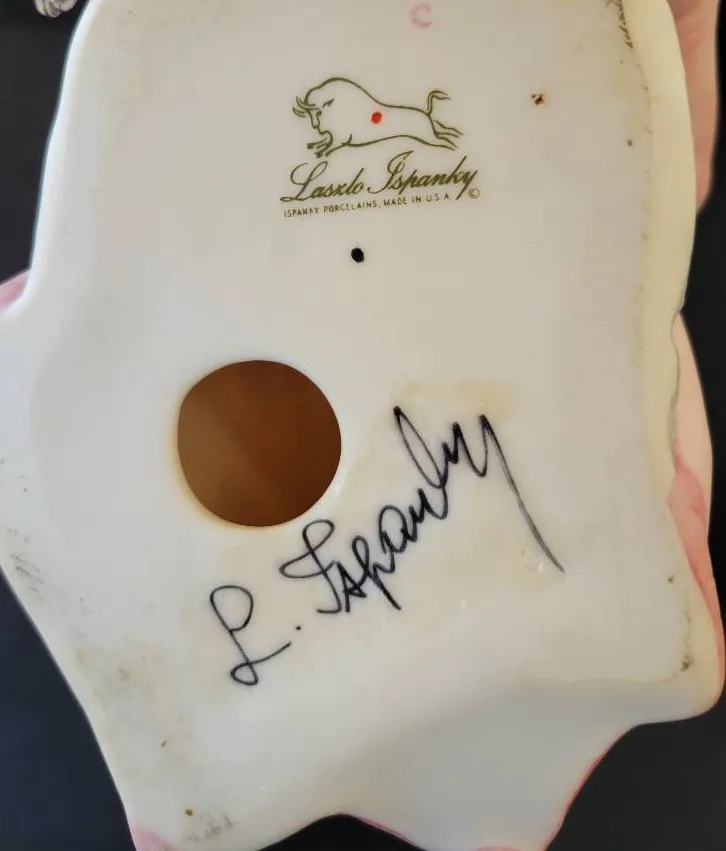 C
Laszlo Ispanky
ISPANKY PORCELAINS, MADE IN U.S.A. ©
L. Ispanky